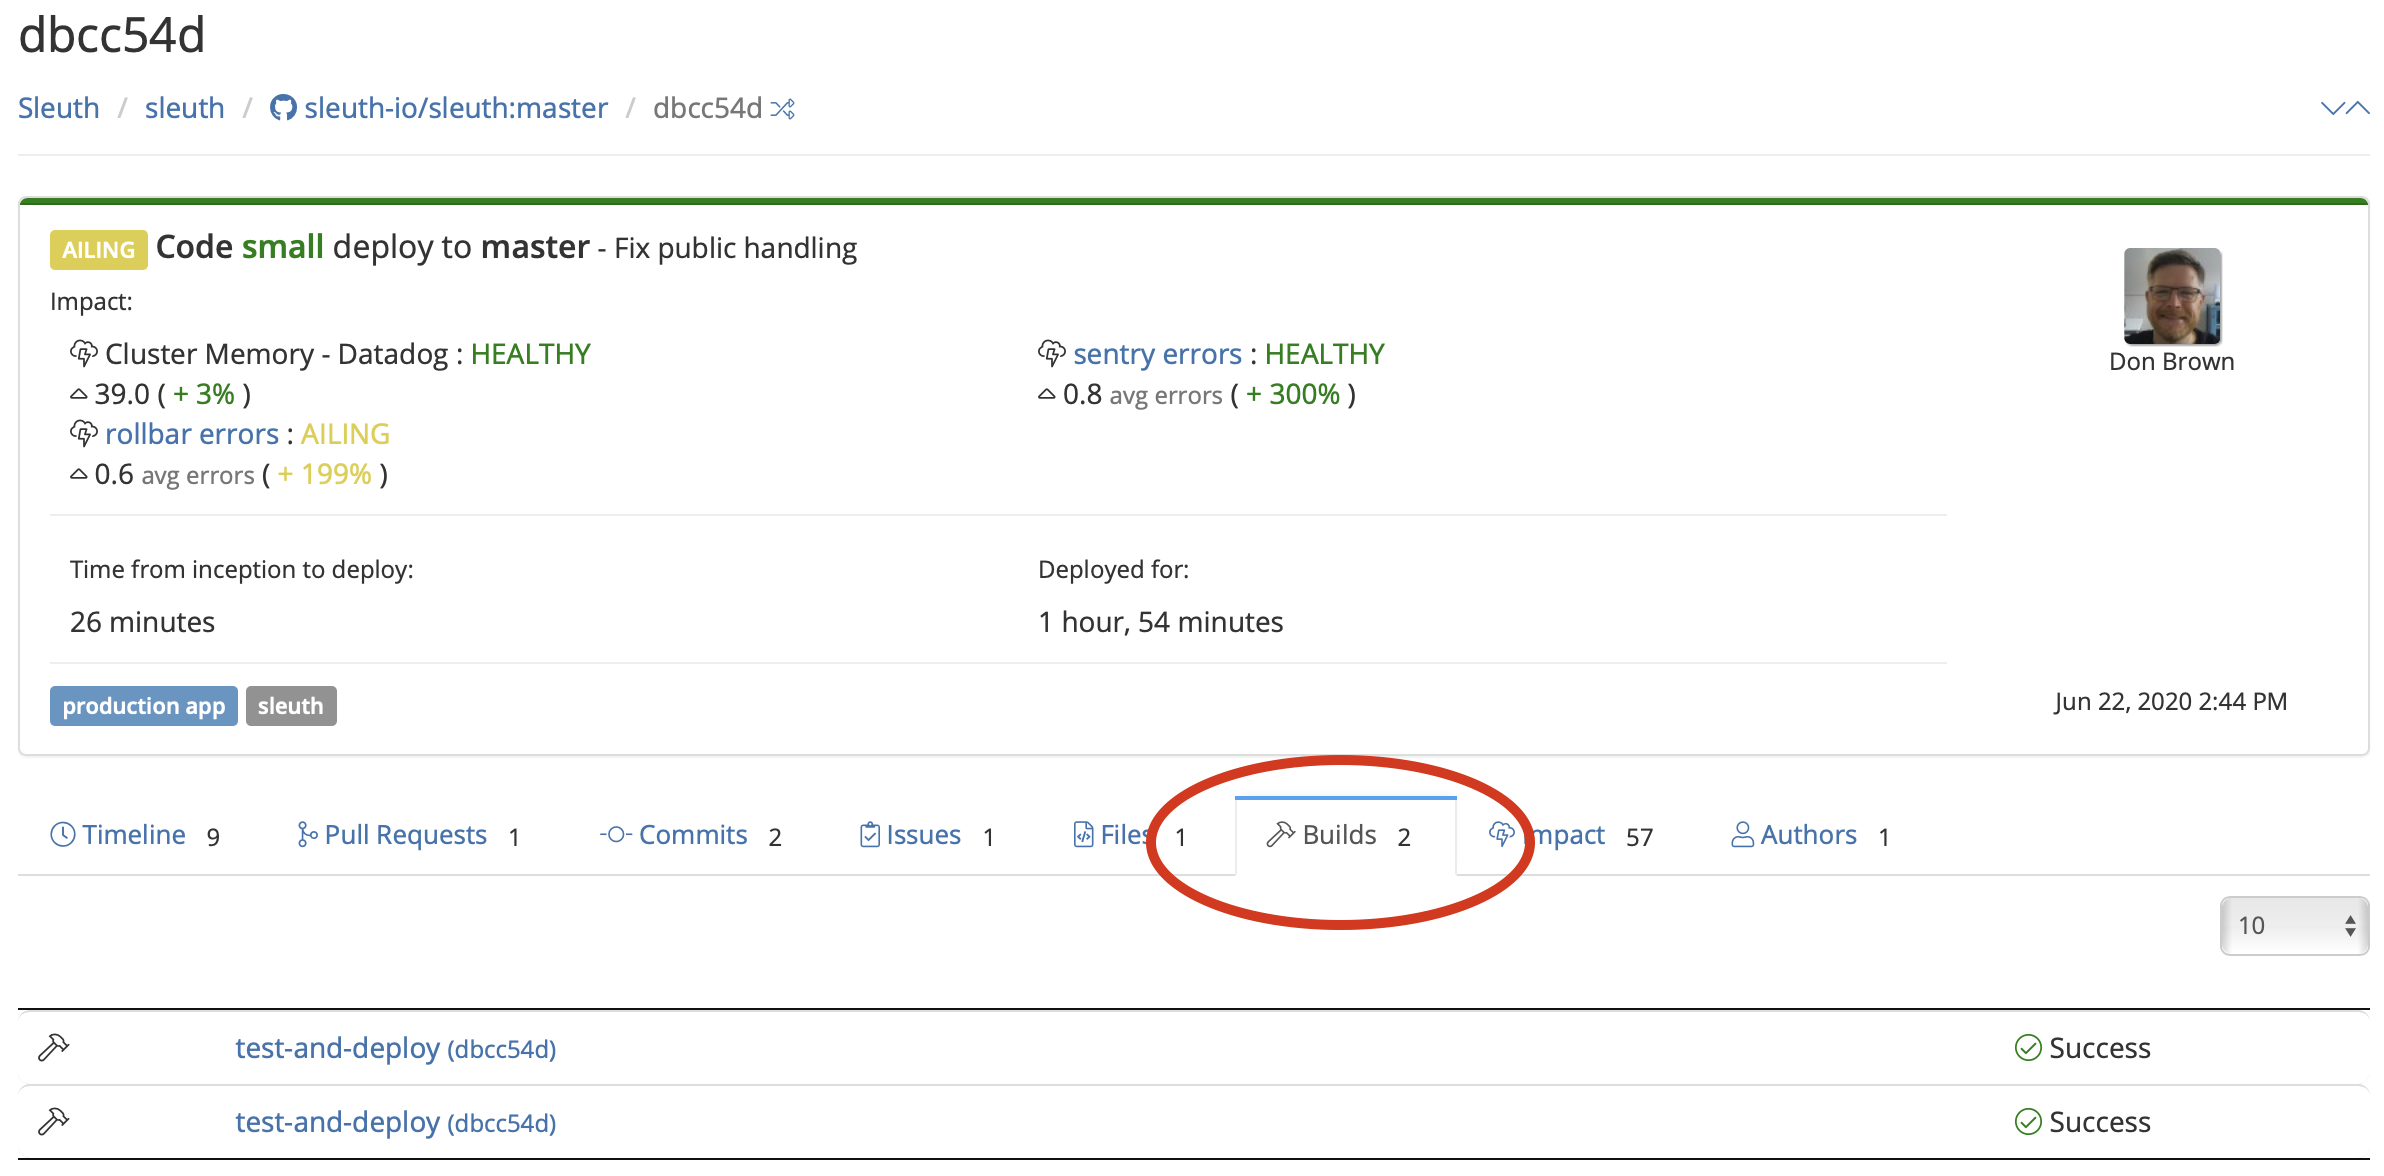 dbcc54d
Sleuth / sleuth / sleuth-io/sleuth:master / dbcc54d
AILING Code small deploy to master - Fix public handling
Impact:
Cluster Memory - Datadog : HEALTHY
39.0 ( + 3% )
sentry errors : HEALTHY
0.8 avg errors ( + 300% )
rollbar errors : AILING
0.6 avg errors ( + 199% )
Don Brown
Time from inception to deploy:
26 minutes
Deployed for:
1 hour, 54 minutes
production app sleuth
Jun 22, 2020 2:44 PM
Timeline 9 Pull Requests 1 Commits 2 Issues 1 Files 1 Builds 2 Impact 57 Authors 1
10
test-and-deploy (dbcc54d) Success
test-and-deploy (dbcc54d) Success